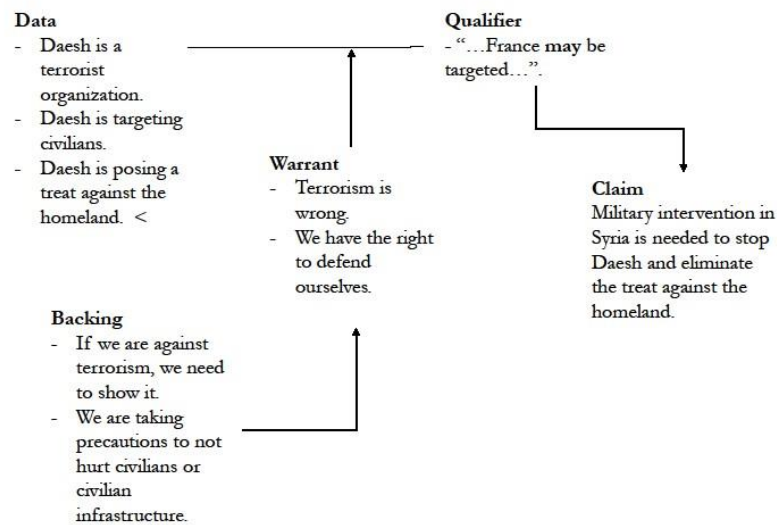 Data
- Daesh is a
terrorist
organization.
- Daesh is targeting
civilians.
- Daesh is posing a
treat against the
homeland. <
Qualifier
- “…France may be
targeted…”.
Warrant
- Terrorism is
wrong.
- We have the right
to defend
ourselves.
Claim
Military intervention in
Syria is needed to stop
Daesh and eliminate
the treat against the
homeland.
Backing
- If we are against
terrorism, we need
to show it.
- We are taking
precautions to not
hurt civilians or
civilian
infrastructure.